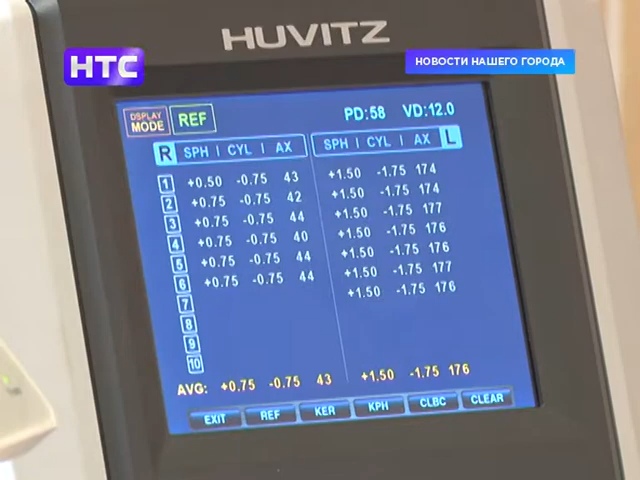 HUVITZ
НТС
НОВОСТИ НАШЕГО ГОРОДА
DSPLAY MODE REF PD:58 VD:12.0
R SPH CYL AX SPH CYL AX L
1 +0.50 -0.75 43 +1.50 -1.75 174
2 +0.75 -0.75 42 +1.50 -1.75 174
3 +0.75 -0.75 44 +1.50 -1.75 177
4 +0.75 -0.75 40 +1.50 -1.75 176
5 +0.75 -0.75 44 +1.50 -1.75 176
6 +0.75 -0.75 44 +1.50 -1.75 177
7 +1.50 -1.75 176
8
9
10
AVG: +0.75 -0.75 43 +1.50 -1.75 176
EXIT REF KER KPH CLBC CLEAR